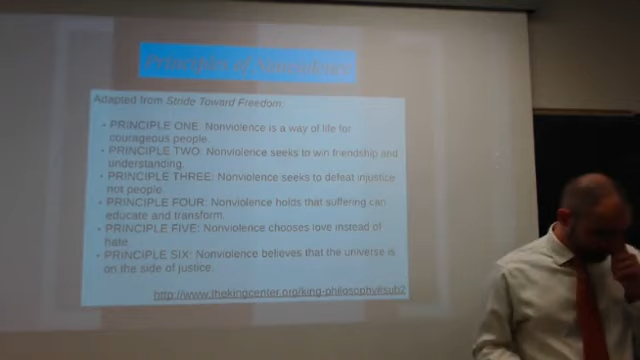 Principles of Nonviolence
Adapted from Stride Toward Freedom:
• PRINCIPLE ONE: Nonviolence is a way of life for
courageous people.
• PRINCIPLE TWO: Nonviolence seeks to win friendship and
understanding.
• PRINCIPLE THREE: Nonviolence seeks to defeat injustice
not people.
• PRINCIPLE FOUR: Nonviolence holds that suffering can
educate and transform.
• PRINCIPLE FIVE: Nonviolence chooses love instead of
hate.
• PRINCIPLE SIX: Nonviolence believes that the universe is
on the side of justice.
http://www.thekingcenter.org/king-philosophy#sub2